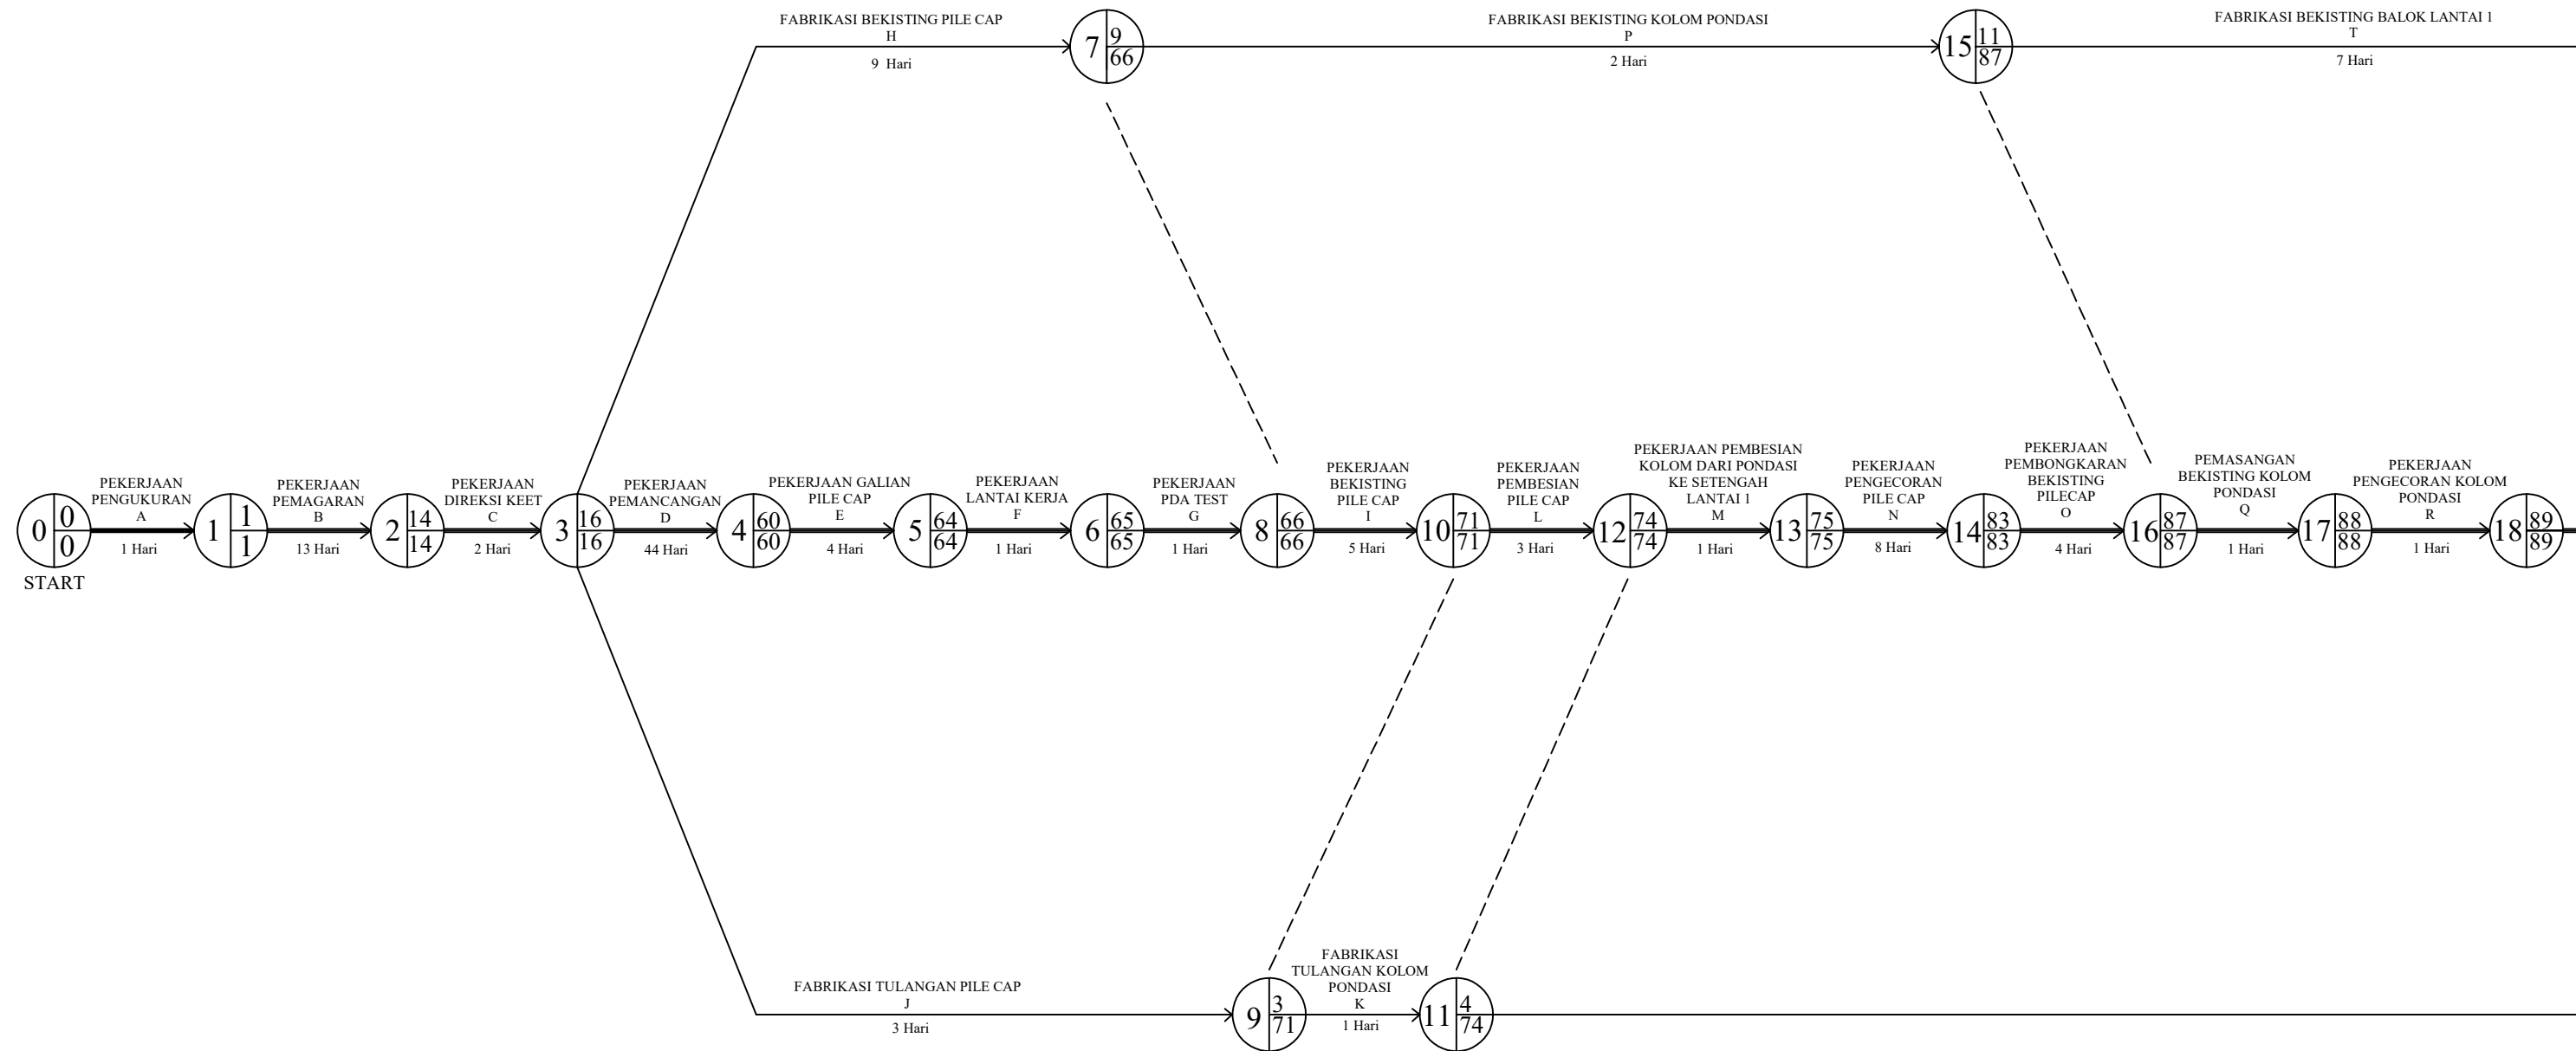 FABRIKASI BEKISTING PILE CAP
H
9 Hari
7
9
66
FABRIKASI BEKISTING KOLOM PONDASI
P
2 Hari
15
11
87
FABRIKASI BEKISTING BALOK LANTAI 1
T
7 Hari
0
0
0
START
PEKERJAAN
PENGUKURAN
A
1 Hari
1
1
1
PEKERJAAN
PEMAGARAN
B
13 Hari
2
14
14
PEKERJAAN
DIREKSI KEET
C
2 Hari
3
16
16
PEKERJAAN
PEMANCANGAN
D
44 Hari
4
60
60
PEKERJAAN GALIAN
PILE CAP
E
4 Hari
5
64
64
PEKERJAAN
LANTAI KERJA
F
1 Hari
6
65
65
PEKERJAAN
PDA TEST
G
1 Hari
8
66
66
PEKERJAAN
BEKISTING
PILE CAP
I
5 Hari
10
71
71
PEKERJAAN
PEMBESIAN
PILE CAP
L
3 Hari
12
74
74
PEKERJAAN PEMBESIAN
KOLOM DARI PONDASI
KE SETENGAH
LANTAI 1
M
1 Hari
13
75
75
PEKERJAAN
PENGECORAN
PILE CAP
N
8 Hari
14
83
83
PEKERJAAN
PEMBONGKARAN
BEKISTING
PILECAP
O
4 Hari
16
87
87
PEMASANGAN
BEKISTING KOLOM
PONDASI
Q
1 Hari
17
88
88
PEKERJAAN
PENGECORAN KOLOM
PONDASI
R
1 Hari
18
89
89
FABRIKASI TULANGAN PILE CAP
J
3 Hari
9
3
71
FABRIKASI
TULANGAN KOLOM
PONDASI
K
1 Hari
11
4
74